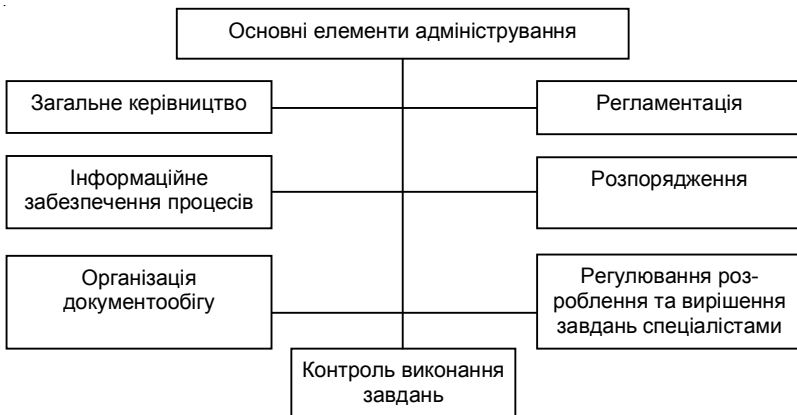 Основні елементи адміністрування
Загальне керівництво
Регламентація
Інформаційне
забезпечення процесів
Розпорядження
Організація
документообігу
Регулювання роз-
роблення та вирішення
завдань спеціалістами
Контроль виконання
завдань